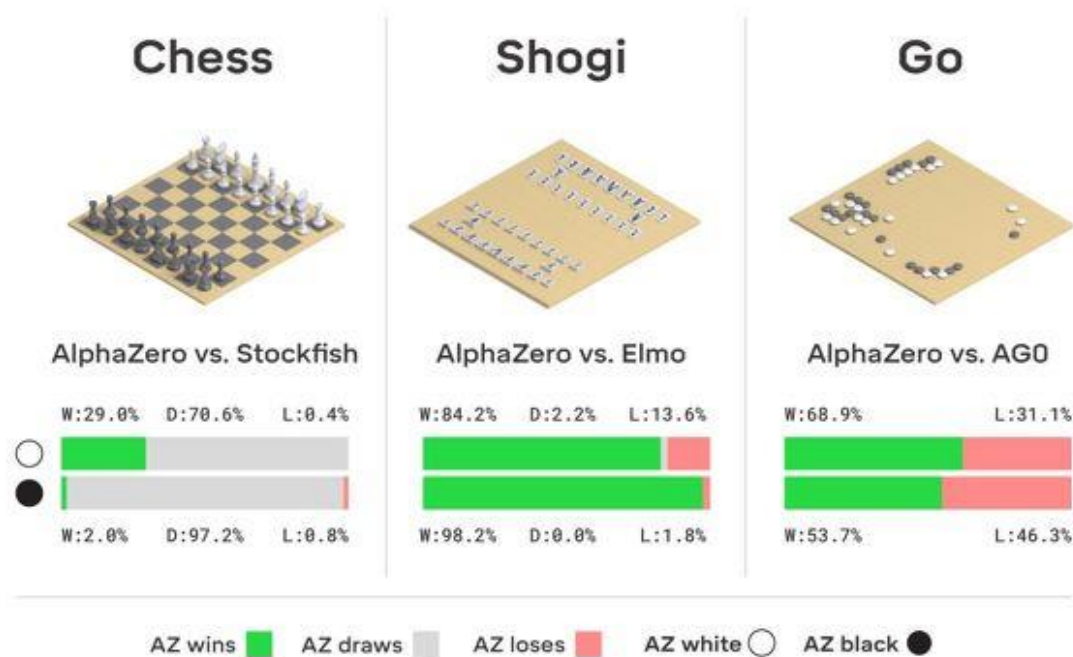 Chess
Shogi
Go
AlphaZero vs. Stockfish
AlphaZero vs. Elmo
AlphaZero vs. AG0
W:29.0% D:70.6% L:0.4%
W:84.2% D:2.2% L:13.6%
W:68.9% L:31.1%
W:2.0% D:97.2% L:0.8%
W:98.2% D:0.0% L:1.8%
W:53.7% L:46.3%
AZ wins AZ draws AZ loses AZ white AZ black